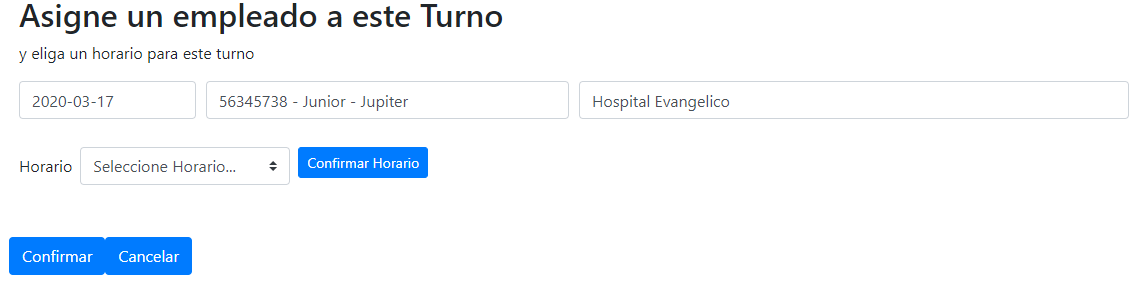 Asigne un empleado a este Turno
y eliga un horario para este turno
2020-03-17 56345738 - Junior - Jupiter Hospital Evangelico
Horario Seleccione Horario... Confirmar Horario
Confirmar Cancelar